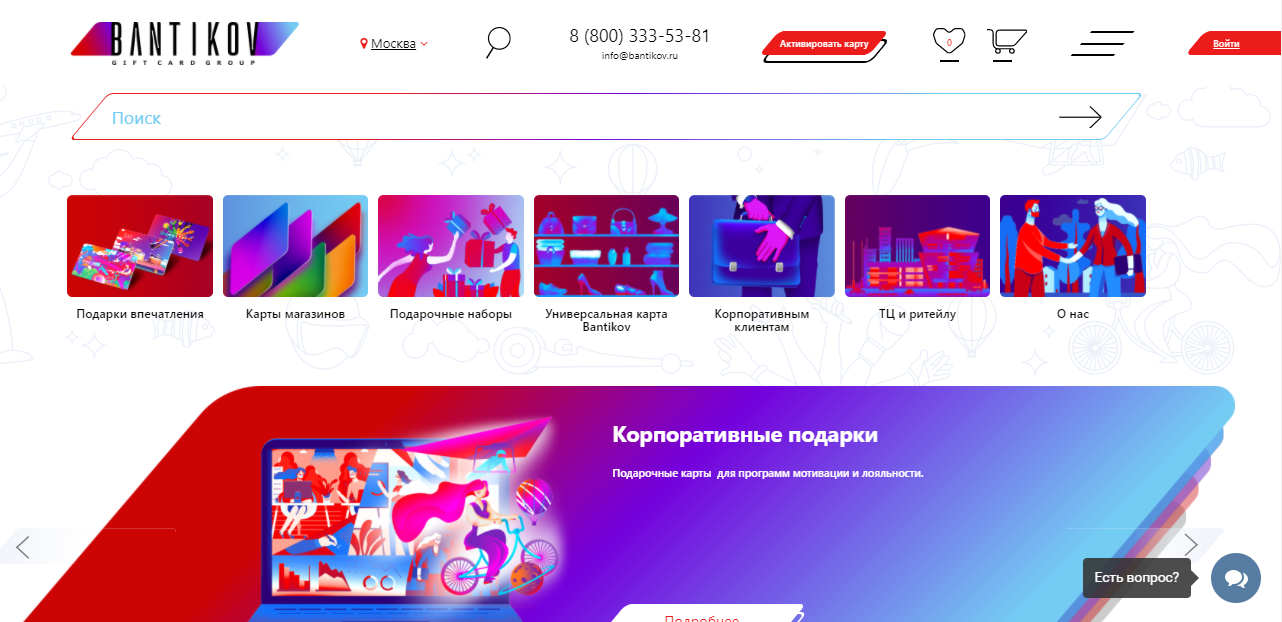 BANTIKOV
GIFT CARD GROUP
Москва
8 (800) 333-53-81
info@bantikov.ru
Активировать карту
0
Войти
Поиск
Подарки впечатления
Карты магазинов
Подарочные наборы
Универсальная карта
Bantikov
Корпоративным
клиентам
ТЦ и ритейлу
О нас
Корпоративные подарки
Подарочные карты для программ мотивации и лояльности.
Есть вопрос?
Подробнее